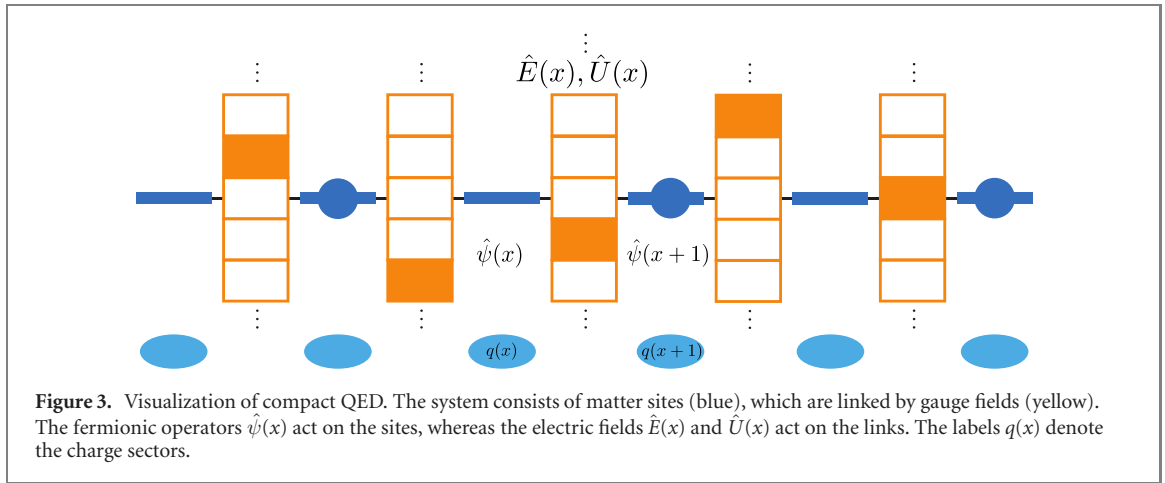 ⋮
⋮ ⋮ Ê(x), Û(x) ⋮ ⋮
ψ̂(x) ψ̂(x + 1)
⋮ ⋮ ⋮ ⋮ ⋮
q(x) q(x + 1)
Figure 3. Visualization of compact QED. The system consists of matter sites (blue), which are linked by gauge fields (yellow).
The fermionic operators ψ̂(x) act on the sites, whereas the electric fields Ê(x) and Û(x) act on the links. The labels q(x) denote
the charge sectors.